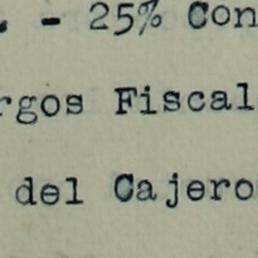 . - 25% Con
rgos Fiscal
del Cajero